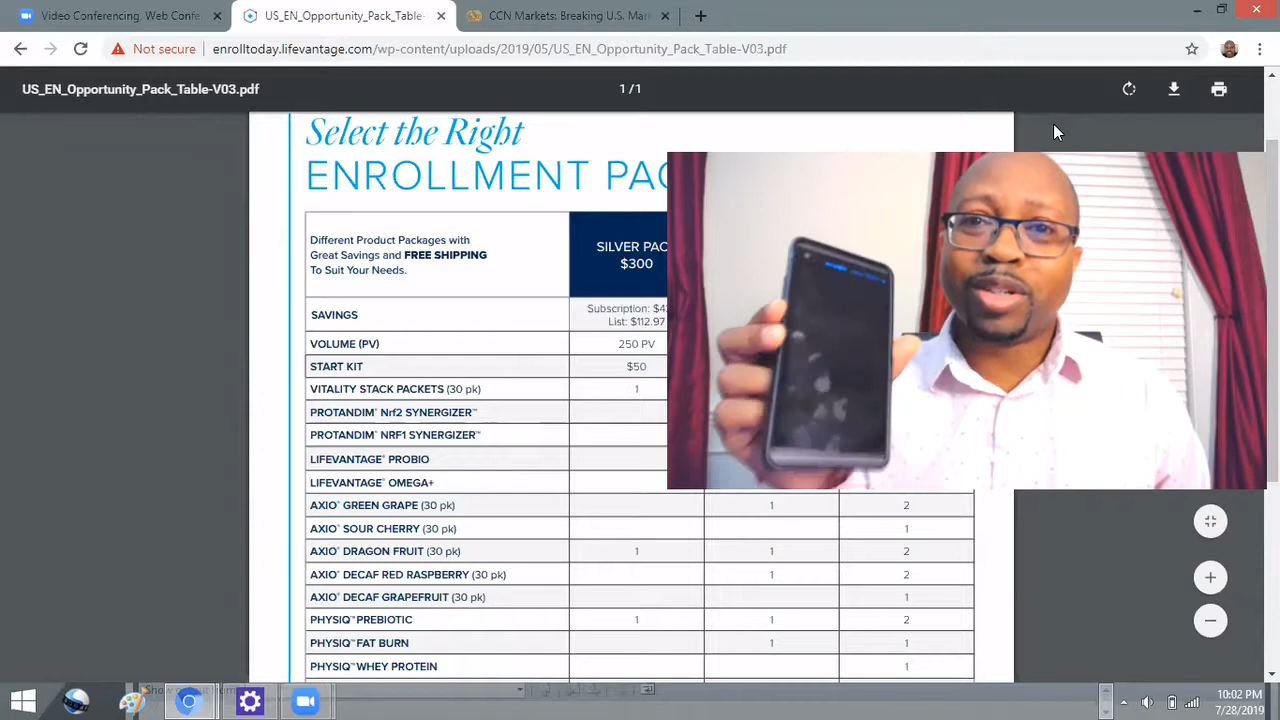 Video Conferencing, Web Confe
US_EN_Opportunity_Pack_Table-
CCN Markets: Breaking U.S. Mar
Not secure enrolltoday.lifevantage.com/wp-content/uploads/2019/05/US_EN_Opportunity_Pack_Table-V03.pdf
US_EN_Opportunity_Pack_Table-V03.pdf
1 / 1
Select the Right
ENROLLMENT PAC
Different Product Packages with
Great Savings and FREE SHIPPING
To Suit Your Needs.
SILVER PAC
$300
SAVINGS
Subscription: $42
List: $112.97
VOLUME (PV) 250 PV
START KIT $50
VITALITY STACK PACKETS (30 pk) 1
PROTANDIM® Nrf2 SYNERGIZER™
PROTANDIM® NRF1 SYNERGIZER™
LIFEVANTAGE® PROBIO
LIFEVANTAGE® OMEGA+
AXIO® GREEN GRAPE (30 pk) 1 2
AXIO® SOUR CHERRY (30 pk) 1
AXIO® DRAGON FRUIT (30 pk) 1 1 2
AXIO® DECAF RED RASPBERRY (30 pk) 1 2
AXIO® DECAF GRAPEFRUIT (30 pk) 1
PHYSIQ™ PREBIOTIC 1 1 2
PHYSIQ™ FAT BURN 1 1
PHYSIQ™ WHEY PROTEIN 1
10:02 PM
7/28/2019